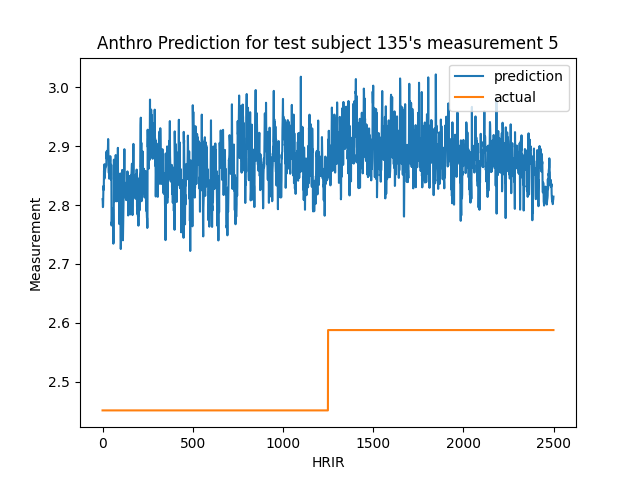 Anthro Prediction for test subject 135's measurement 5
prediction
actual
3.0
2.9
2.8
2.7
2.6
2.5
Measurement
0 500 1000 1500 2000 2500
HRIR